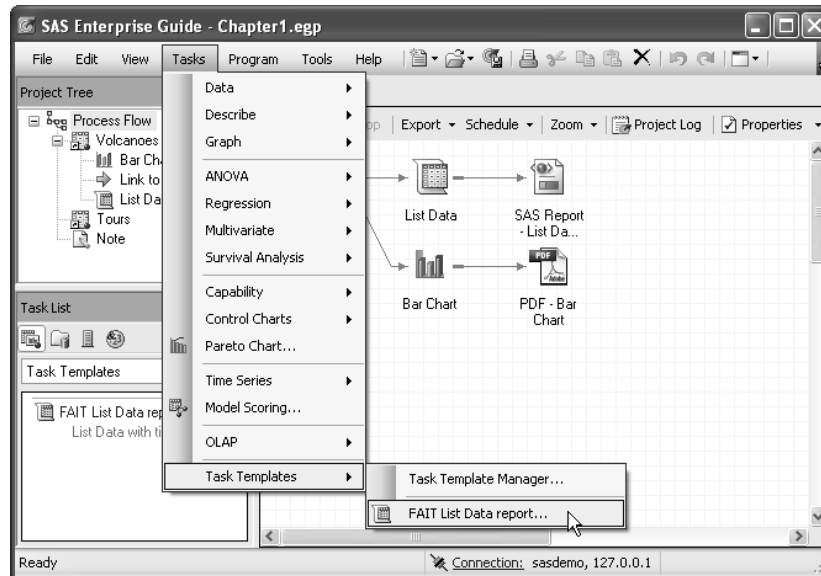 SAS Enterprise Guide - Chapter1.egp
File Edit View Tasks Program Tools Help
Project Tree
Process Flow
Volcanoes
Bar Ch
Link to
List Da
Tours
Note
Task List
Task Templates
FAIT List Data rep
List Data with ti
Data
Describe
Graph
ANOVA
Regression
Multivariate
Survival Analysis
Capability
Control Charts
Pareto Chart...
Time Series
Model Scoring...
OLAP
Task Templates
Task Template Manager...
FAIT List Data report...
Export Schedule Zoom Project Log Properties
List Data
SAS Report
- List Da...
Bar Chart
PDF
Adobe
PDF - Bar
Chart
Ready
Connection: sasdemo, 127.0.0.1